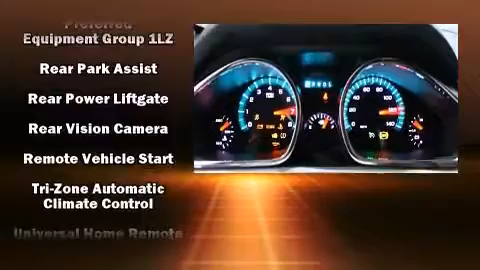 Preferred
Equipment Group 1LZ
Rear Park Assist
Rear Power Liftgate
Rear Vision Camera
Remote Vehicle Start
Tri-Zone Automatic
Climate Control
Universal Home Remote